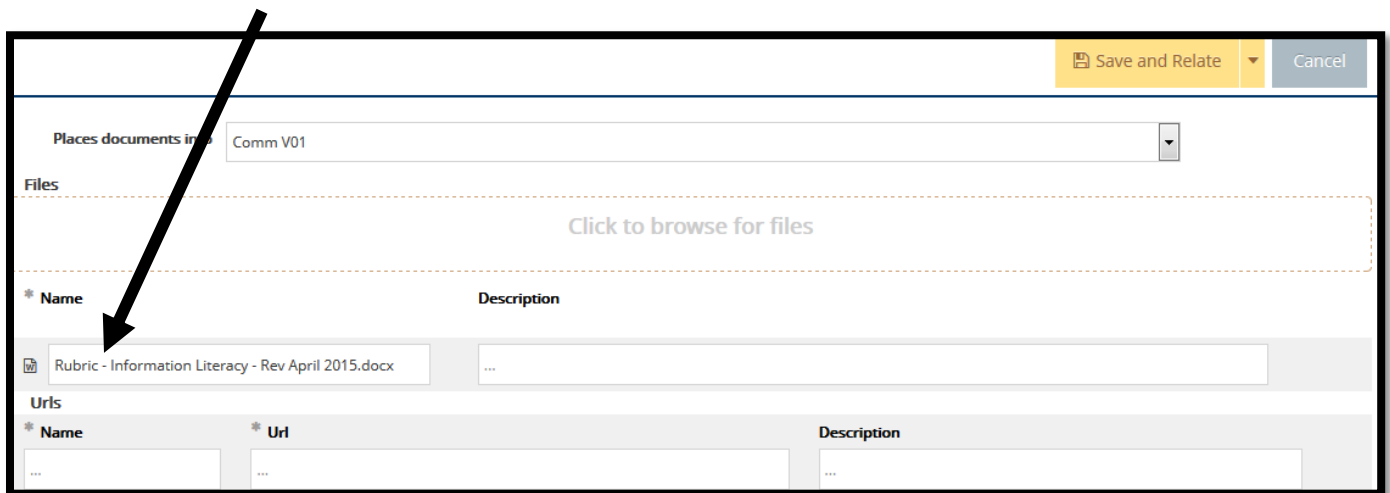 Save and Relate
Cancel
Places documents into
Comm V01
Files
Click to browse for files
* Name
Description
Rubric - Information Literacy - Rev April 2015.docx
...
Urls
* Name
* Url
Description
...
...
...